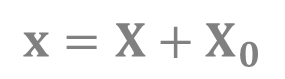 x = X + X₀